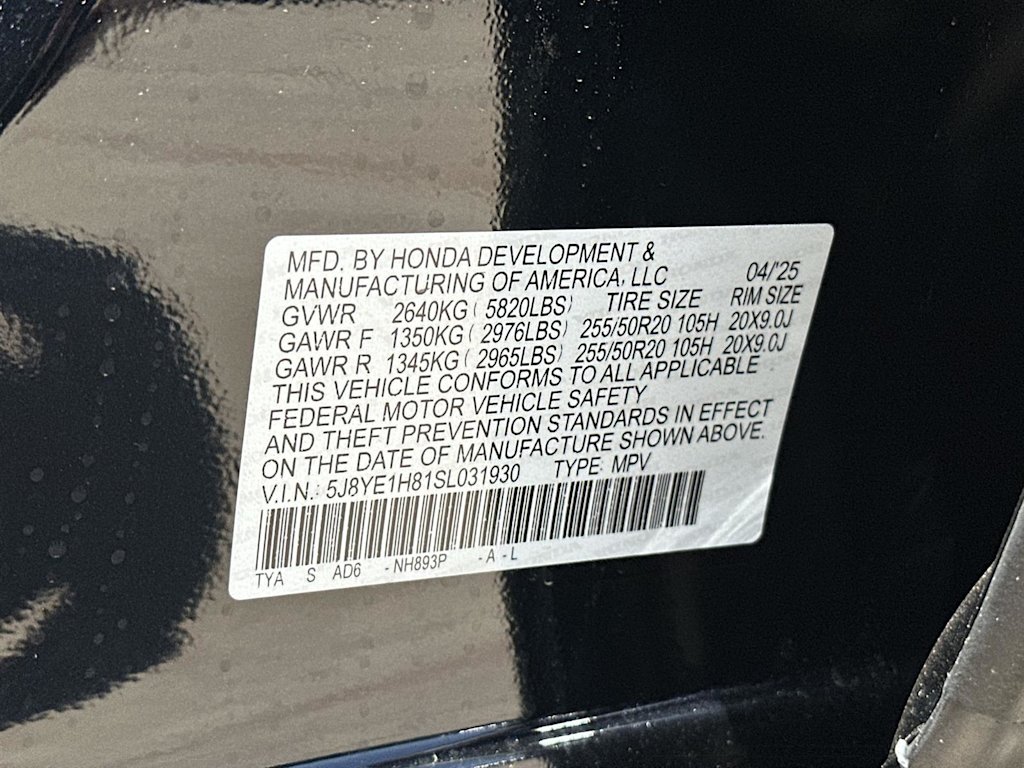 MFD. BY HONDA DEVELOPMENT &
MANUFACTURING OF AMERICA, LLC 04/'25
GVWR 2640KG ( 5820LBS) TIRE SIZE RIM SIZE
GAWR F 1350KG ( 2976LBS) 255/50R20 105H 20X9.0J
GAWR R 1345KG ( 2965LBS) 255/50R20 105H 20X9.0J
THIS VEHICLE CONFORMS TO ALL APPLICABLE
FEDERAL MOTOR VEHICLE SAFETY
AND THEFT PREVENTION STANDARDS IN EFFECT
ON THE DATE OF MANUFACTURE SHOWN ABOVE.
V.I.N.: 5J8YE1H81SL031930 TYPE: MPV
TYA S AD6 - NH893P - A - L